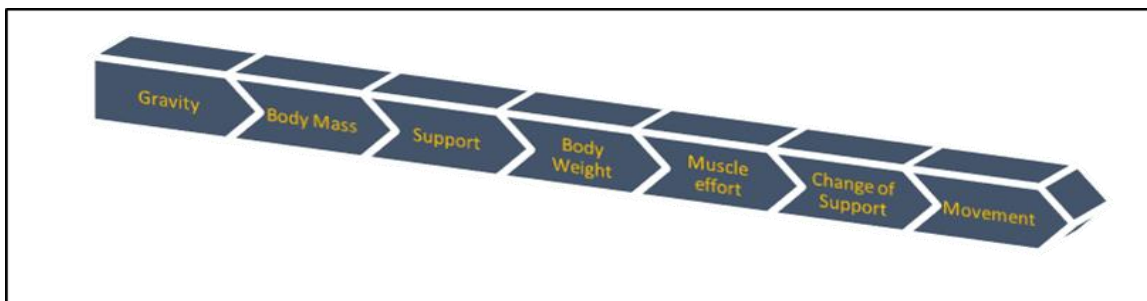 Gravity
Body Mass
Support
Body
Weight
Muscle
effort
Change of
Support
Movement